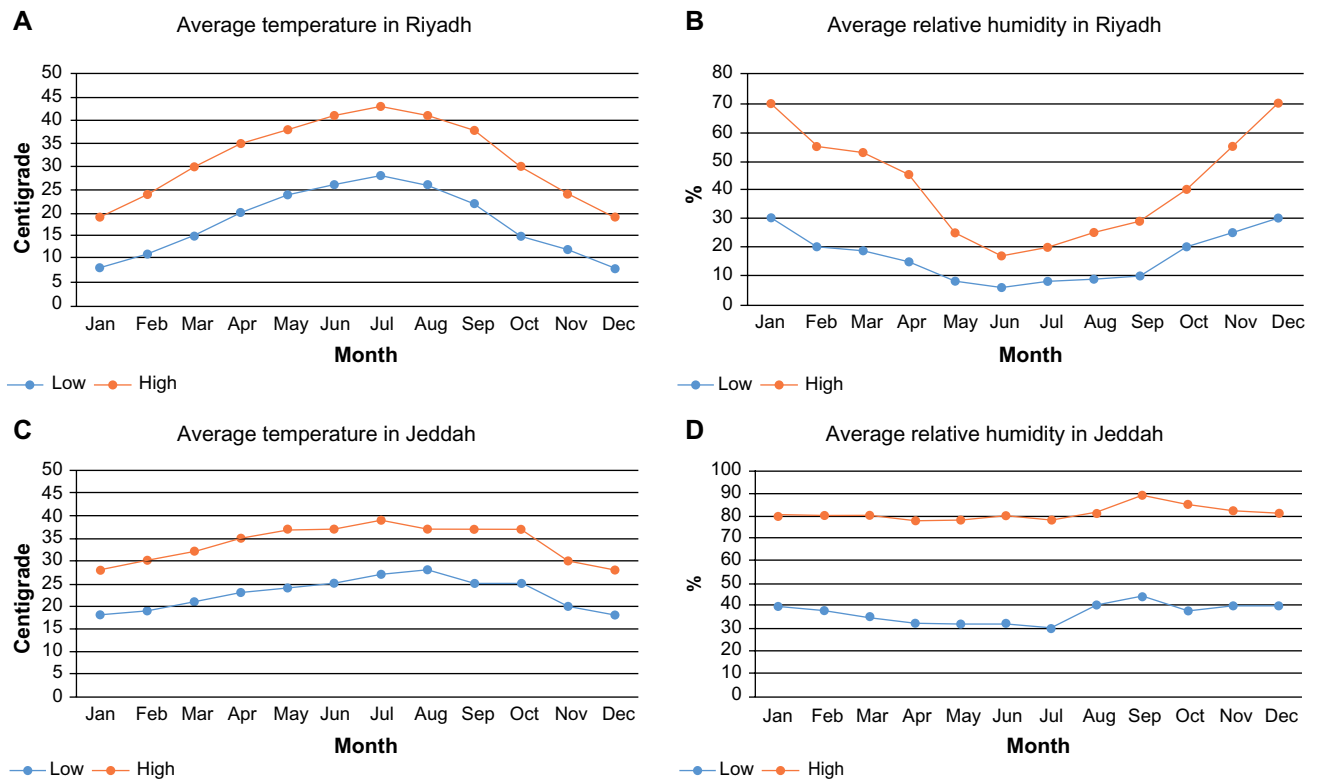 A
Average temperature in Riyadh
Centigrade
50
45
40
35
30
25
20
15
10
5
0
Jan Feb Mar Apr May Jun Jul Aug Sep Oct Nov Dec
Month
Low High
B
Average relative humidity in Riyadh
%
80
70
60
50
40
30
20
10
0
Jan Feb Mar Apr May Jun Jul Aug Sep Oct Nov Dec
Month
Low High
C
Average temperature in Jeddah
Centigrade
50
45
40
35
30
25
20
15
10
5
0
Jan Feb Mar Apr May Jun Jul Aug Sep Oct Nov Dec
Month
Low High
D
Average relative humidity in Jeddah
%
100
90
80
70
60
50
40
30
20
10
0
Jan Feb Mar Apr May Jun Jul Aug Sep Oct Nov Dec
Month
Low High